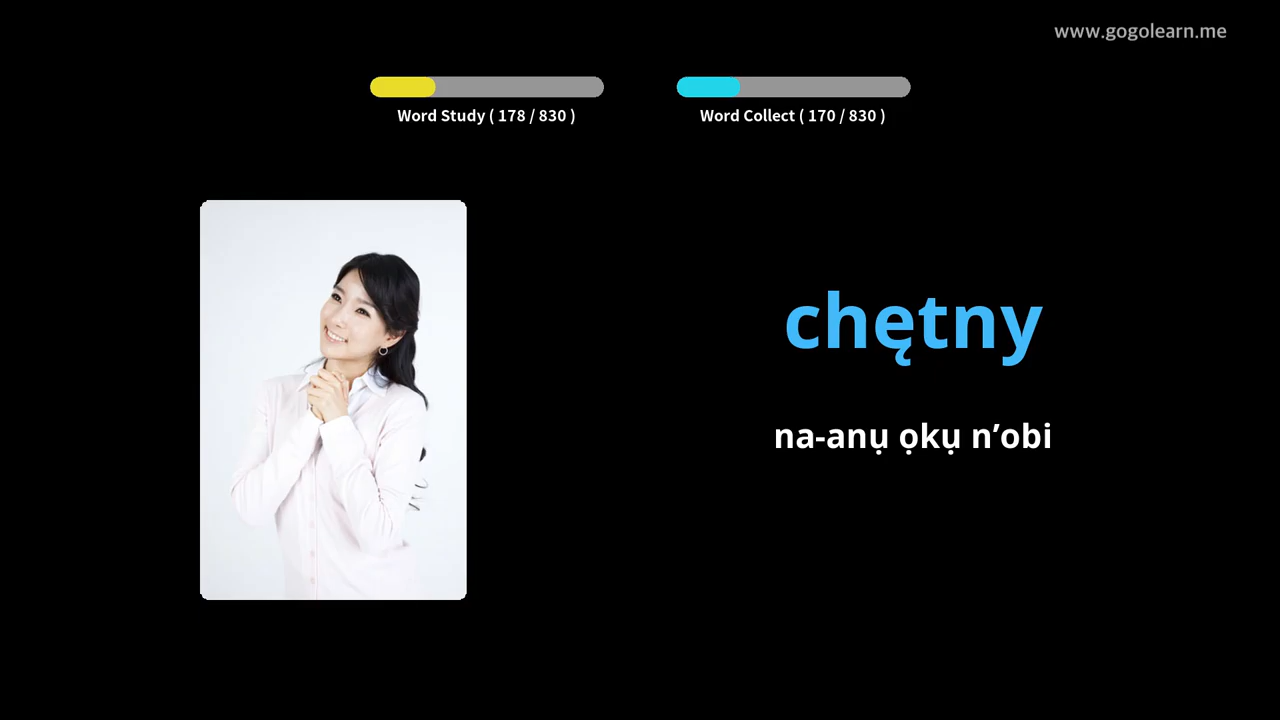 www.gogolearn.me
Word Study ( 178 / 830 )
Word Collect ( 170 / 830 )
chętny
na-anụ ọkụ n’obi